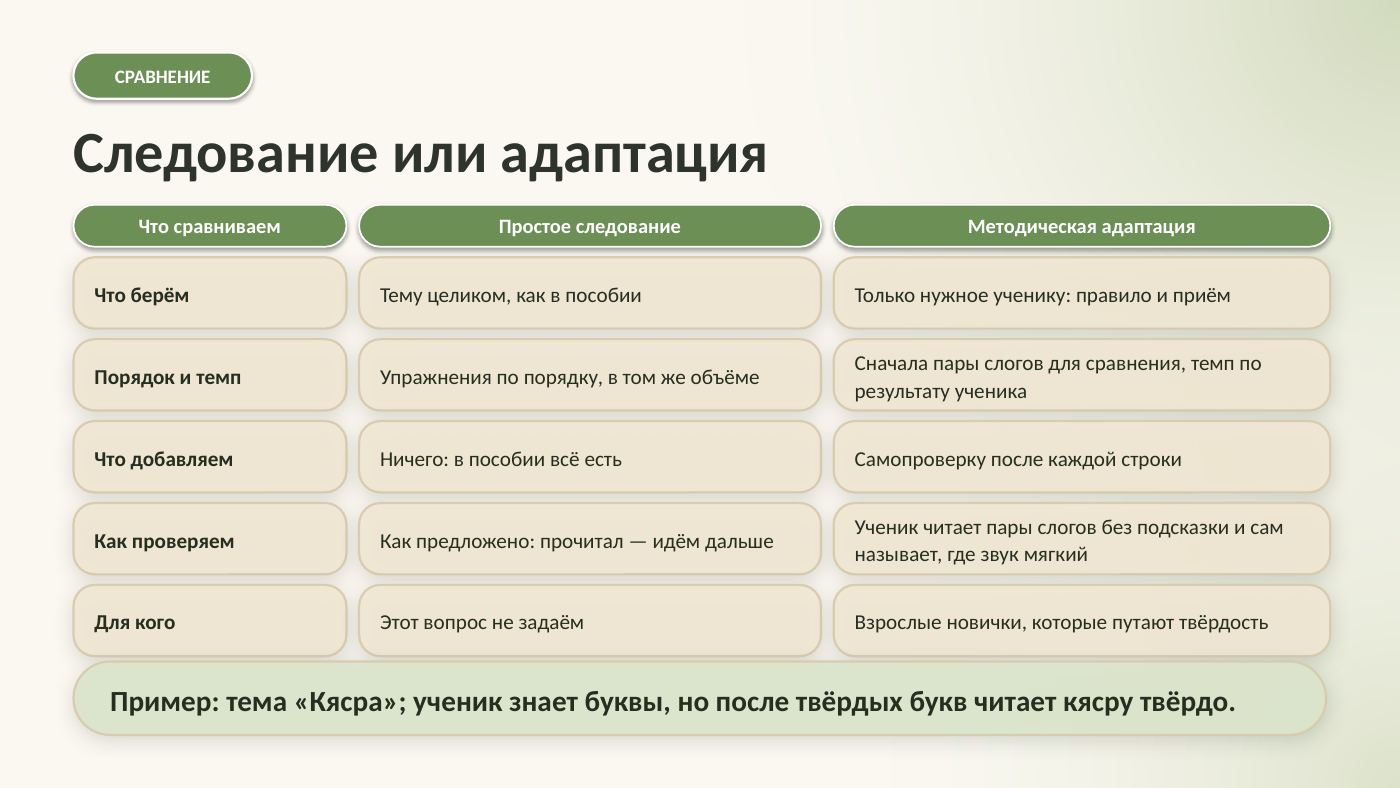 СРАВНЕНИЕ
Следование или адаптация
Что сравниваем
Простое следование
Методическая адаптация
Что берём
Тему целиком, как в пособии
Только нужное ученику: правило и приём
Порядок и темп
Упражнения по порядку, в том же объёме
Сначала пары слогов для сравнения, темп по
результату ученика
Что добавляем
Ничего: в пособии всё есть
Самопроверку после каждой строки
Как проверяем
Как предложено: прочитал — идём дальше
Ученик читает пары слогов без подсказки и сам
называет, где звук мягкий
Для кого
Этот вопрос не задаём
Взрослые новички, которые путают твёрдость
Пример: тема «Кясра»; ученик знает буквы, но после твёрдых букв читает кясру твёрдо.